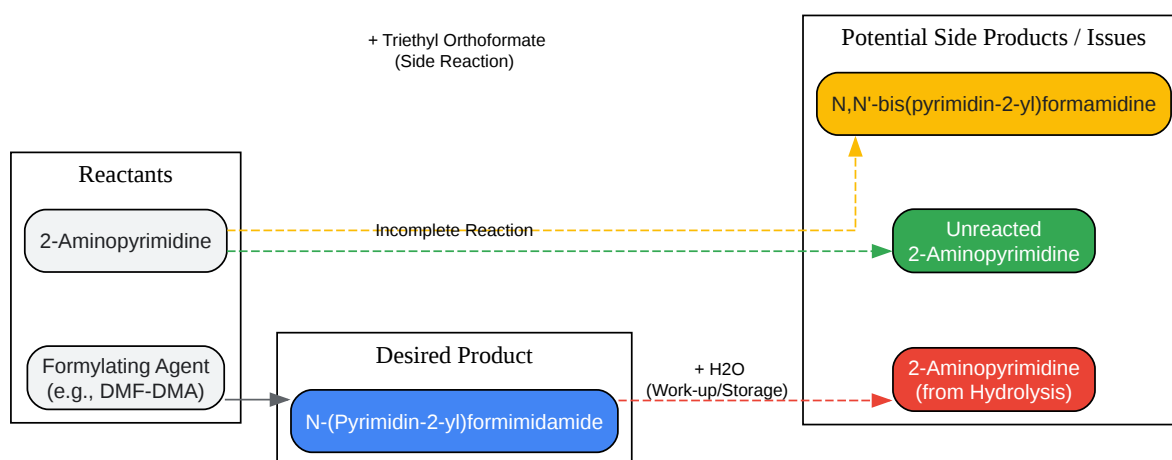 + Triethyl Orthoformate
(Side Reaction)
Potential Side Products / Issues
N,N'-bis(pyrimidin-2-yl)formamidine
Reactants
2-Aminopyrimidine
Incomplete Reaction
Unreacted
2-Aminopyrimidine
Formylating Agent
(e.g., DMF-DMA)
Desired Product
N-(Pyrimidin-2-yl)formimidamide
+ H2O
(Work-up/Storage)
2-Aminopyrimidine
(from Hydrolysis)